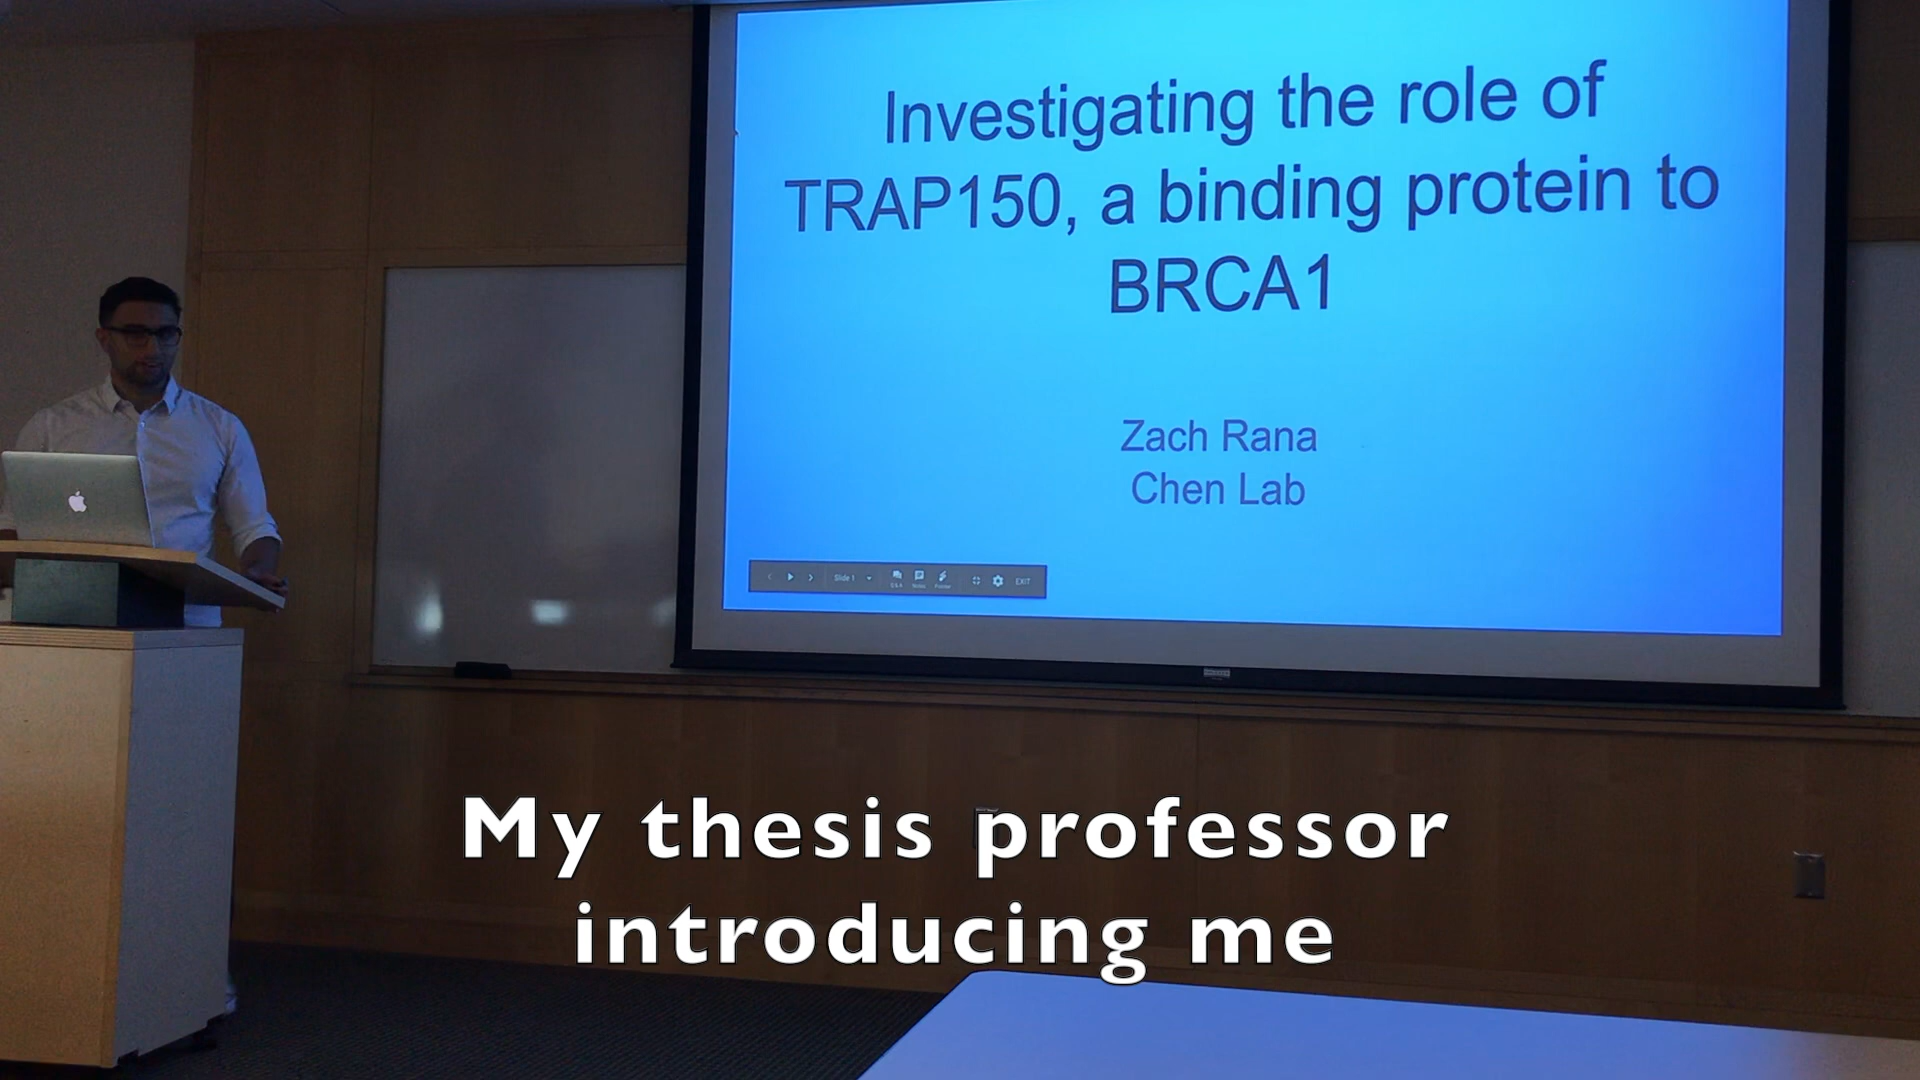 Investigating the role of
TRAP150, a binding protein to
BRCA1
Zach Rana
Chen Lab
Slide 1
EXIT
My thesis professor
introducing me